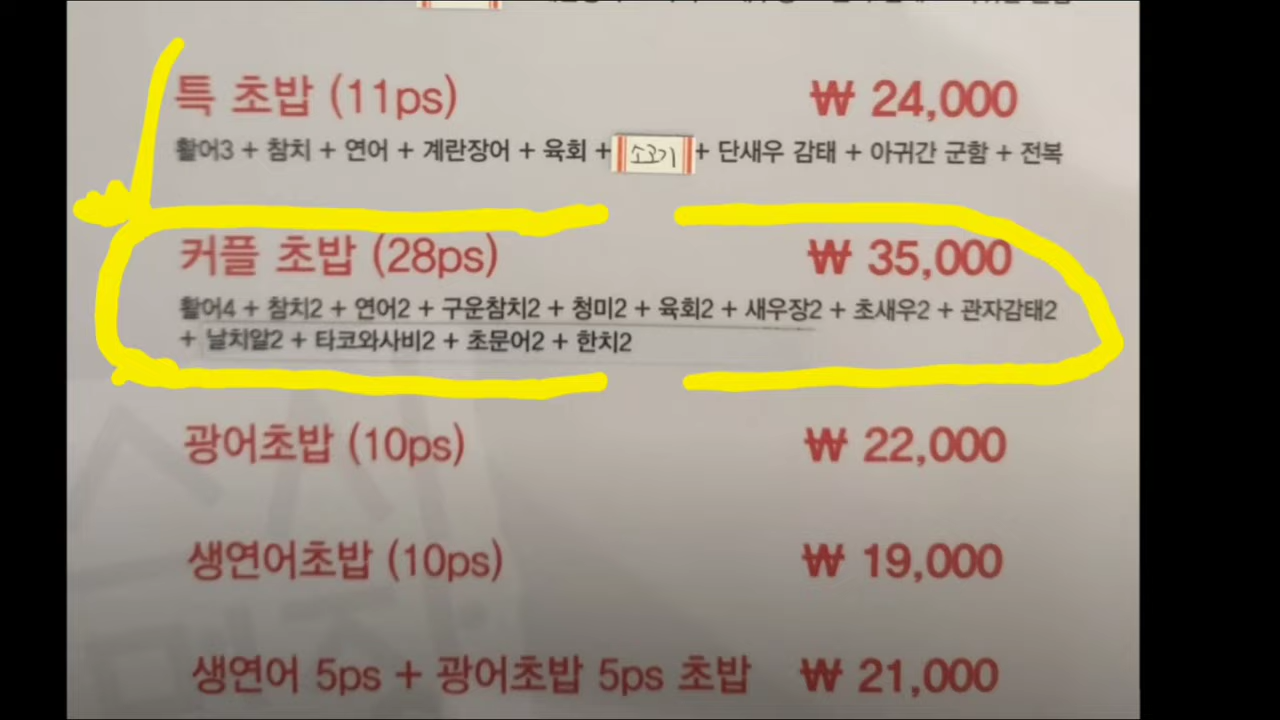 특 초밥 (11ps) ₩ 24,000
활어3 + 참치 + 연어 + 계란장어 + 육회 + 소고기 + 단새우 감태 + 아귀간 군함 + 전복
커플 초밥 (28ps) ₩ 35,000
활어4 + 참치2 + 연어2 + 구운참치2 + 청미2 + 육회2 + 새우장2 + 초새우2 + 관자감태2
+ 날치알2 + 타코와사비2 + 초문어2 + 한치2
광어초밥 (10ps) ₩ 22,000
생연어초밥 (10ps) ₩ 19,000
생연어 5ps + 광어초밥 5ps 초밥 ₩ 21,000